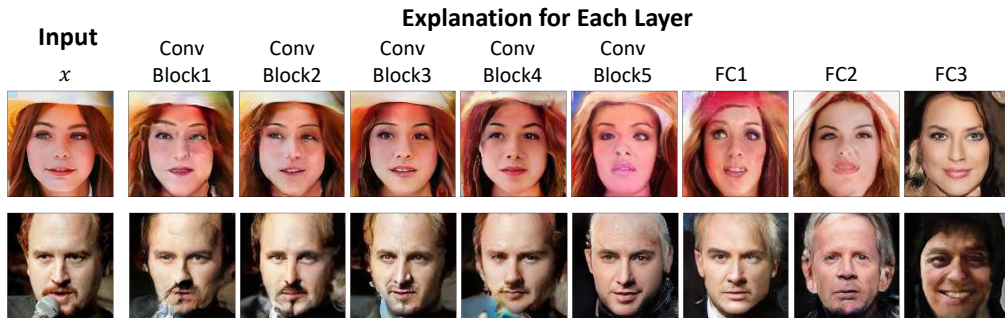 Explanation for Each Layer
Input
Conv Conv Conv Conv Conv
x Block1 Block2 Block3 Block4 Block5 FC1 FC2 FC3